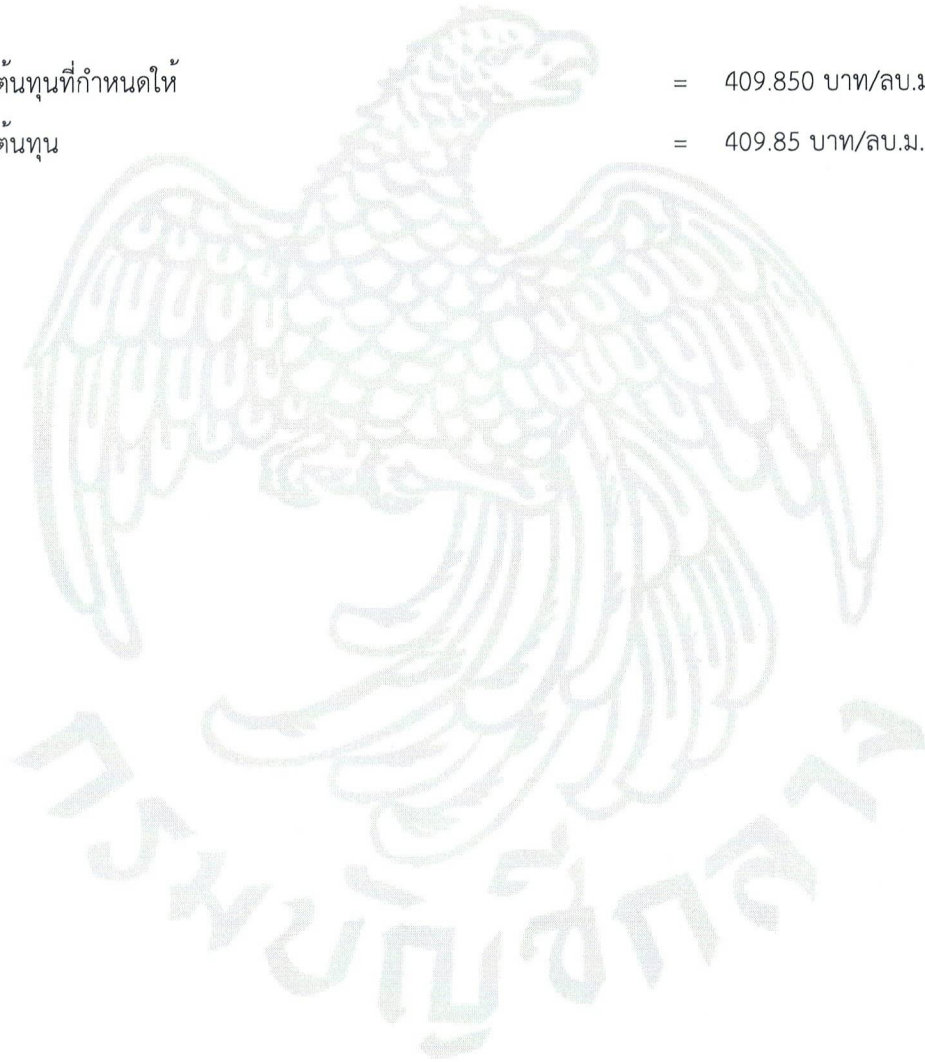 ต้นทุนที่กำหนดให้ = 409.850 บาท/ลบ.ม
ต้นทุน = 409.85 บาท/ลบ.ม.
กรมบัญชีกลาง